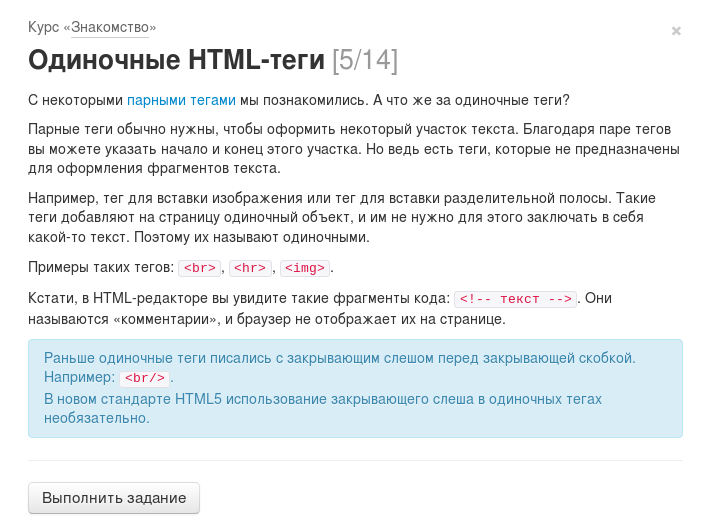 Курс «Знакомство»
×
Одиночные HTML-теги [5/14]
С некоторыми парными тегами мы познакомились. А что же за одиночные теги?
Парные теги обычно нужны, чтобы оформить некоторый участок текста. Благодаря паре тегов
вы можете указать начало и конец этого участка. Но ведь есть теги, которые не предназначены
для оформления фрагментов текста.
Например, тег для вставки изображения или тег для вставки разделительной полосы. Такие
теги добавляют на страницу одиночный объект, и им не нужно для этого заключать в себя
какой-то текст. Поэтому их называют одиночными.
Примеры таких тегов: <br>, <hr>, <img>.
Кстати, в HTML-редакторе вы увидите такие фрагменты кода: <!-- текст -->. Они
называются «комментарии», и браузер не отображает их на странице.
Раньше одиночные теги писались с закрывающим слешом перед закрывающей скобкой.
Например: <br/>.
В новом стандарте HTML5 использование закрывающего слеша в одиночных тегах
необязательно.
Выполнить задание